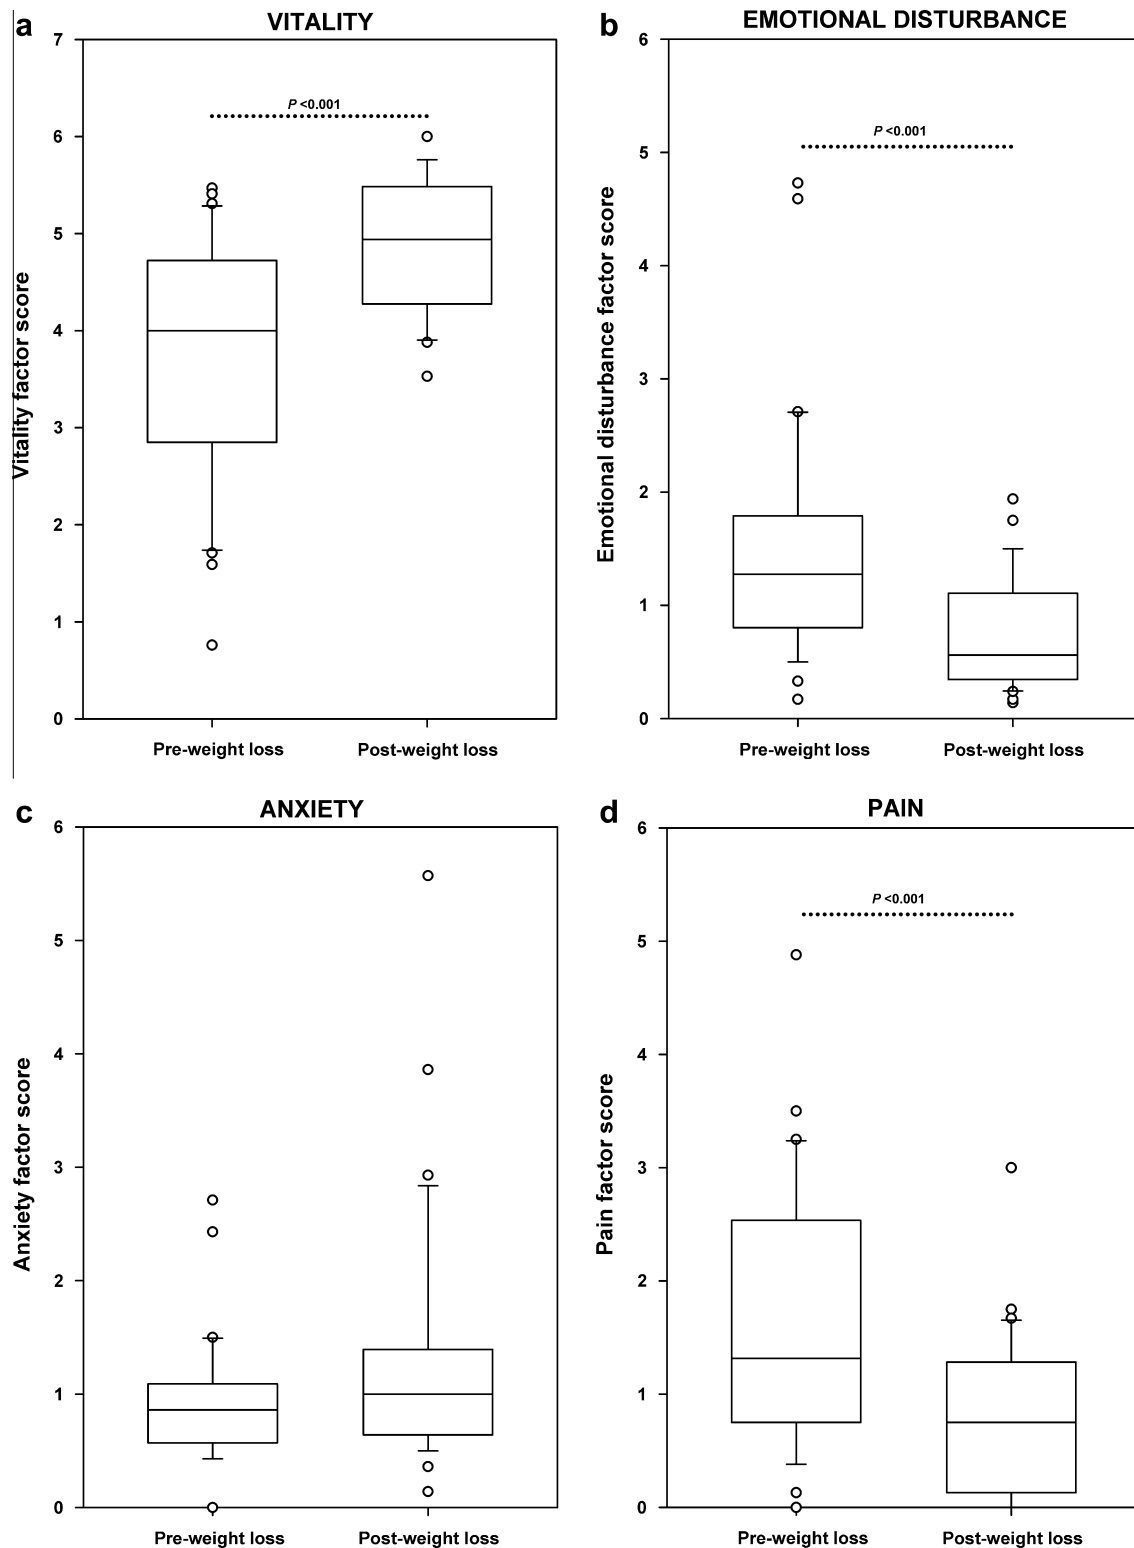 a
VITALITY
7
6
5
4
3
2
1
0
Vitality factor score
P <0.001
Pre-weight loss
Post-weight loss
b
EMOTIONAL DISTURBANCE
6
5
4
3
2
1
0
Emotional disturbance factor score
P <0.001
Pre-weight loss
Post-weight loss
c
ANXIETY
6
5
4
3
2
1
0
Anxiety factor score
Pre-weight loss
Post-weight loss
d
PAIN
6
5
4
3
2
1
0
Pain factor score
P <0.001
Pre-weight loss
Post-weight loss